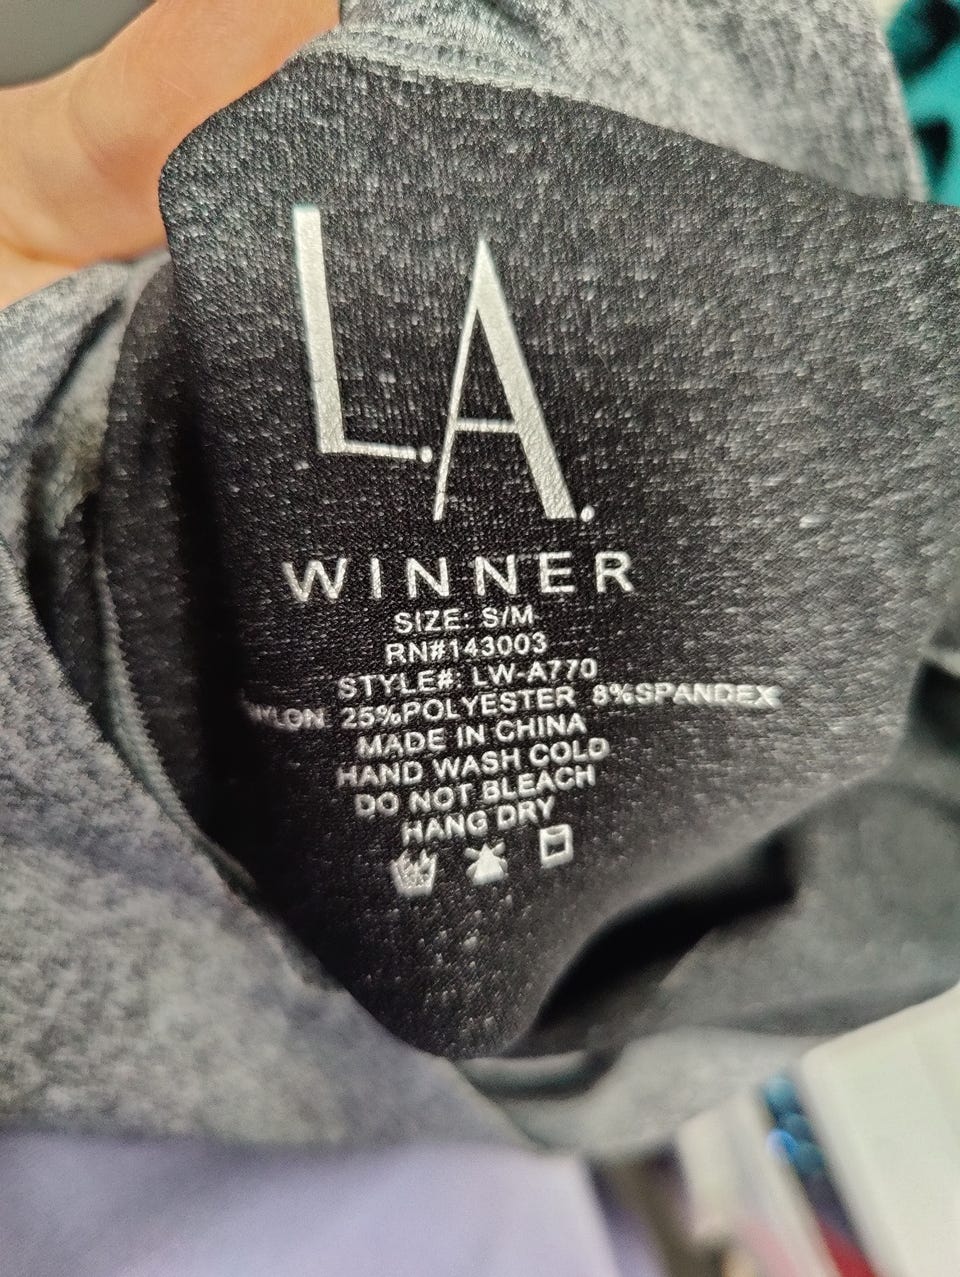 L.A.
WINNER
SIZE: S/M
RN#143003
STYLE#: LW-A770
25%POLYESTER 8%SPANDEX
MADE IN CHINA
HAND WASH COLD
DO NOT BLEACH
HANG DRY